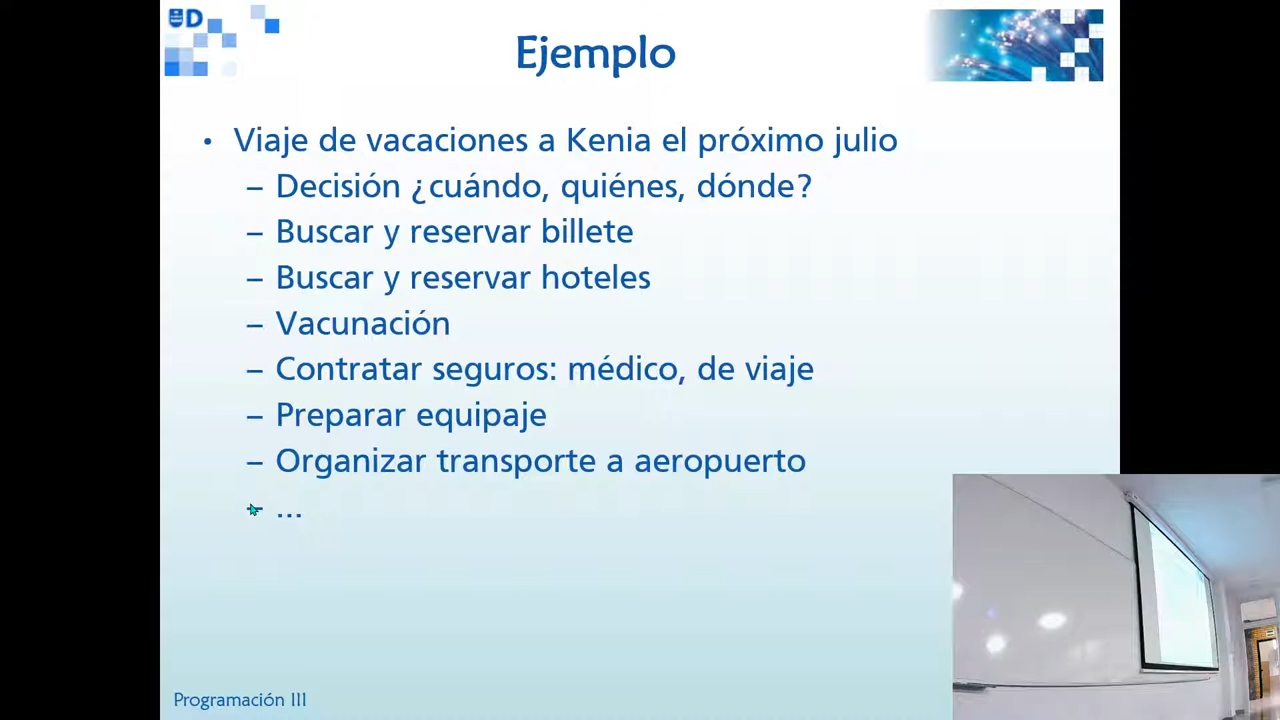 UD
Ejemplo
• Viaje de vacaciones a Kenia el próximo julio
– Decisión ¿cuándo, quiénes, dónde?
– Buscar y reservar billete
– Buscar y reservar hoteles
– Vacunación
– Contratar seguros: médico, de viaje
– Preparar equipaje
– Organizar transporte a aeropuerto
– ...
Programación III